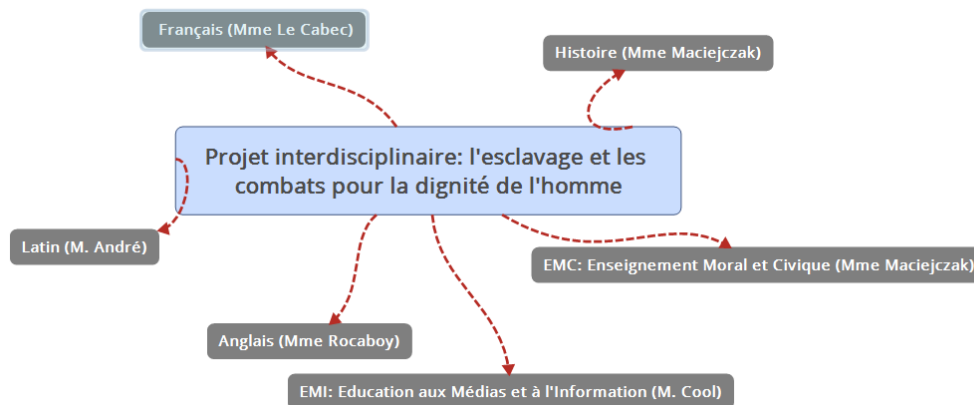 Français (Mme Le Cabec)
Histoire (Mme Maciejczak)
Projet interdisciplinaire: l'esclavage et les
combats pour la dignité de l'homme
Latin (M. André)
EMC: Enseignement Moral et Civique (Mme Maciejczak)
Anglais (Mme Rocaboy)
EMI: Education aux Médias et à l'Information (M. Cool)